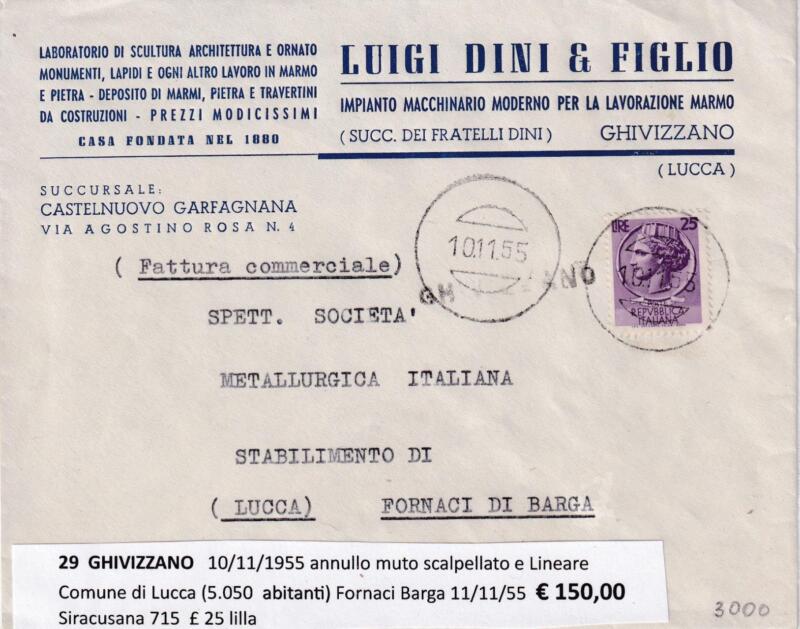 LABORATORIO DI SCULTURA ARCHITETTURA E ORNATO
MONUMENTI, LAPIDI E OGNI ALTRO LAVORO IN MARMO
E PIETRA - DEPOSITO DI MARMI, PIETRA E TRAVERTINI
DA COSTRUZIONI - PREZZI MODICISSIMI
CASA FONDATA NEL 1880
LUIGI DINI & FIGLIO
IMPIANTO MACCHINARIO MODERNO PER LA LAVORAZIONE MARMO
(SUCC. DEI FRATELLI DINI) GHIVIZZANO
(LUCCA)
SUCCURSALE:
CASTELNUOVO GARFAGNANA
VIA AGOSTINO ROSA N. 4
10.11.55
LIRE 25
10.11.55
REPVBBLICA
ITALIANA
( Fattura commerciale)
SPETT. SOCIETA'
METALLURGICA ITALIANA
STABILIMENTO DI
( LUCCA) FORNACI DI BARGA
29 GHIVIZZANO 10/11/1955 annullo muto scalpellato e Lineare
Comune di Lucca (5.050 abitanti) Fornaci Barga 11/11/55 € 150,00
Siracusana 715 £ 25 lilla
3000